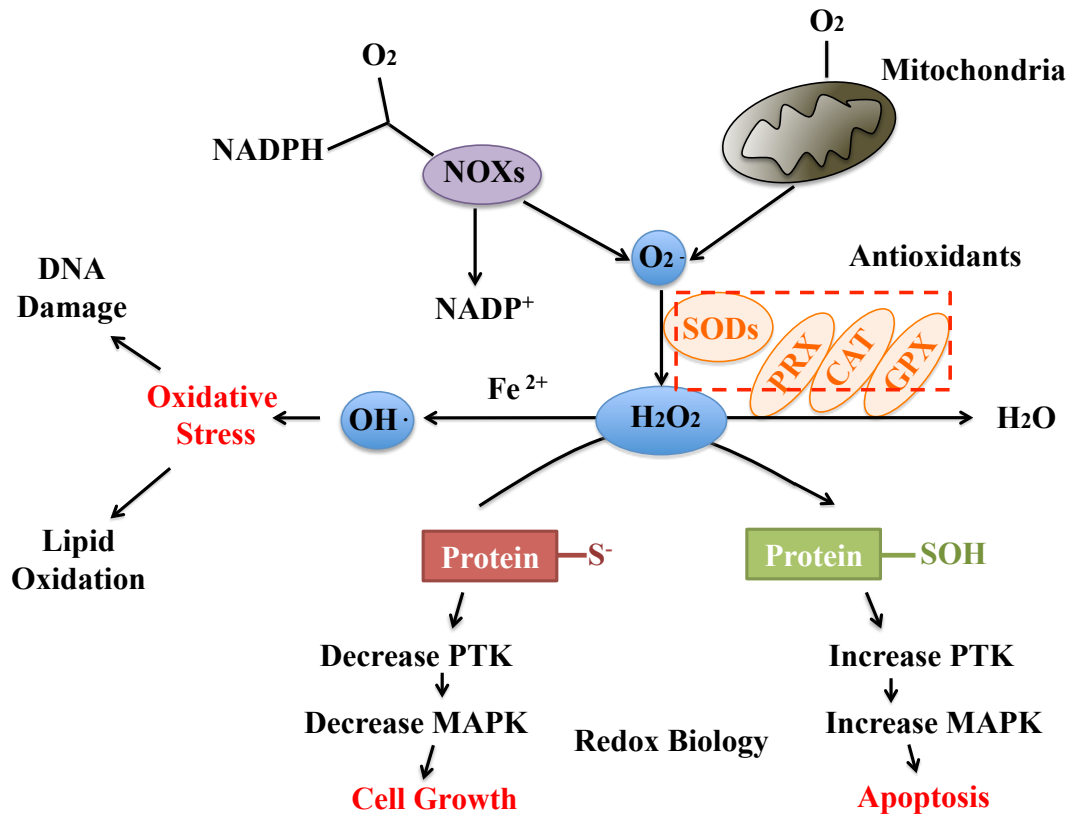 O2
O2
Mitochondria
NADPH
NOXs
O2 -
Antioxidants
DNA
Damage
NADP+
SODs
PRX
CAT
GPX
Fe 2+
Oxidative
Stress
OH ·
H2O2
H2O
Lipid
Oxidation
Protein
S-
Protein
SOH
Decrease PTK
Increase PTK
Decrease MAPK
Increase MAPK
Redox Biology
Cell Growth
Apoptosis